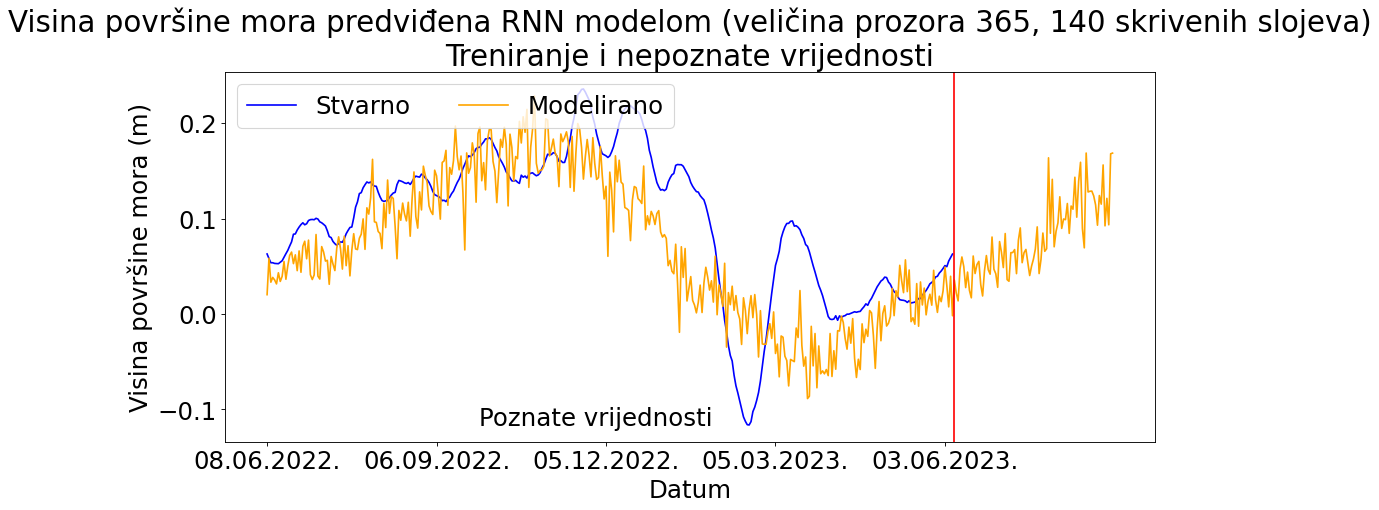 Visina površine mora predviđena RNN modelom (veličina prozora 365, 140 skrivenih slojeva)
Treniranje i nepoznate vrijednosti
Stvarno Modelirano
Visina površine mora (m)
0.2
0.1
0.0
−0.1
Poznate vrijednosti
08.06.2022. 06.09.2022. 05.12.2022. 05.03.2023. 03.06.2023.
Datum